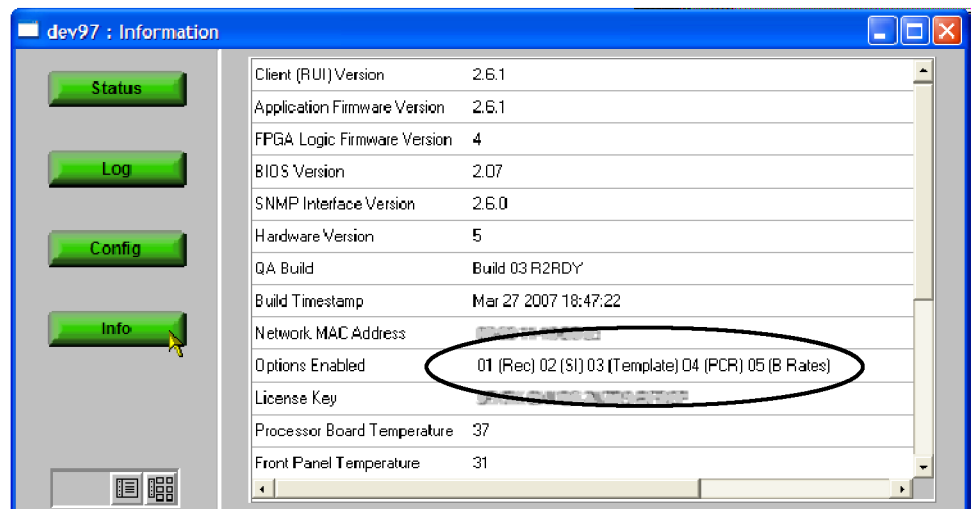 dev97 : Information
Status
Log
Config
Info
Client (RUI) Version 2.6.1
Application Firmware Version 2.6.1
FPGA Logic Firmware Version 4
BIOS Version 2.07
SNMP Interface Version 2.6.0
Hardware Version 5
QA Build Build 03 R2RDY
Build Timestamp Mar 27 2007 18:47:22
Network MAC Address
Options Enabled 01 (Rec) 02 (SI) 03 (Template) 04 (PCR) 05 (B Rates)
License Key
Processor Board Temperature 37
Front Panel Temperature 31